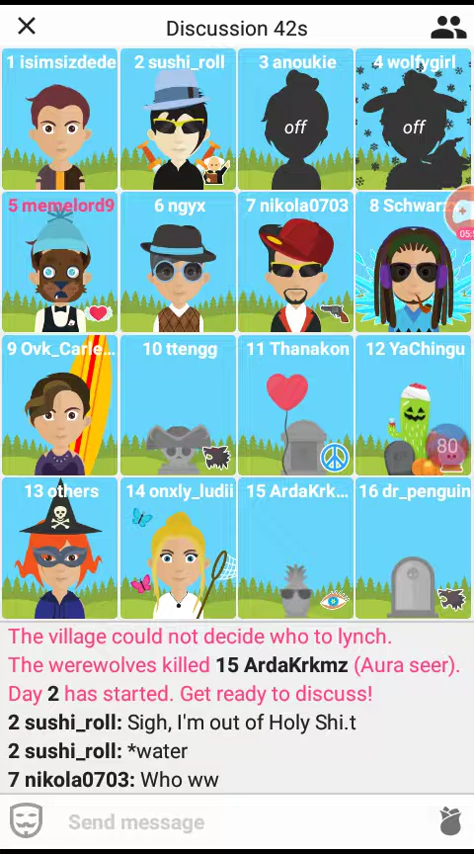 Discussion 42s
1 isimsizdede
2 sushi_roll
3 anoukie
4 wolfygirl
off
off
5 memelord9
6 ngyx
7 nikola0703
8 Schwar
05:
9 Ovk_Carle...
10 ttengg
11 Thanakon
12 YaChingu
80
13 others
14 onxly_ludii
15 ArdaKrk...
16 dr_penguin
The village could not decide who to lynch.
The werewolves killed 15 ArdaKrkmz (Aura seer).
Day 2 has started. Get ready to discuss!
2 sushi_roll: Sigh, I'm out of Holy Shi.t
2 sushi_roll: *water
7 nikola0703: Who ww
Send message